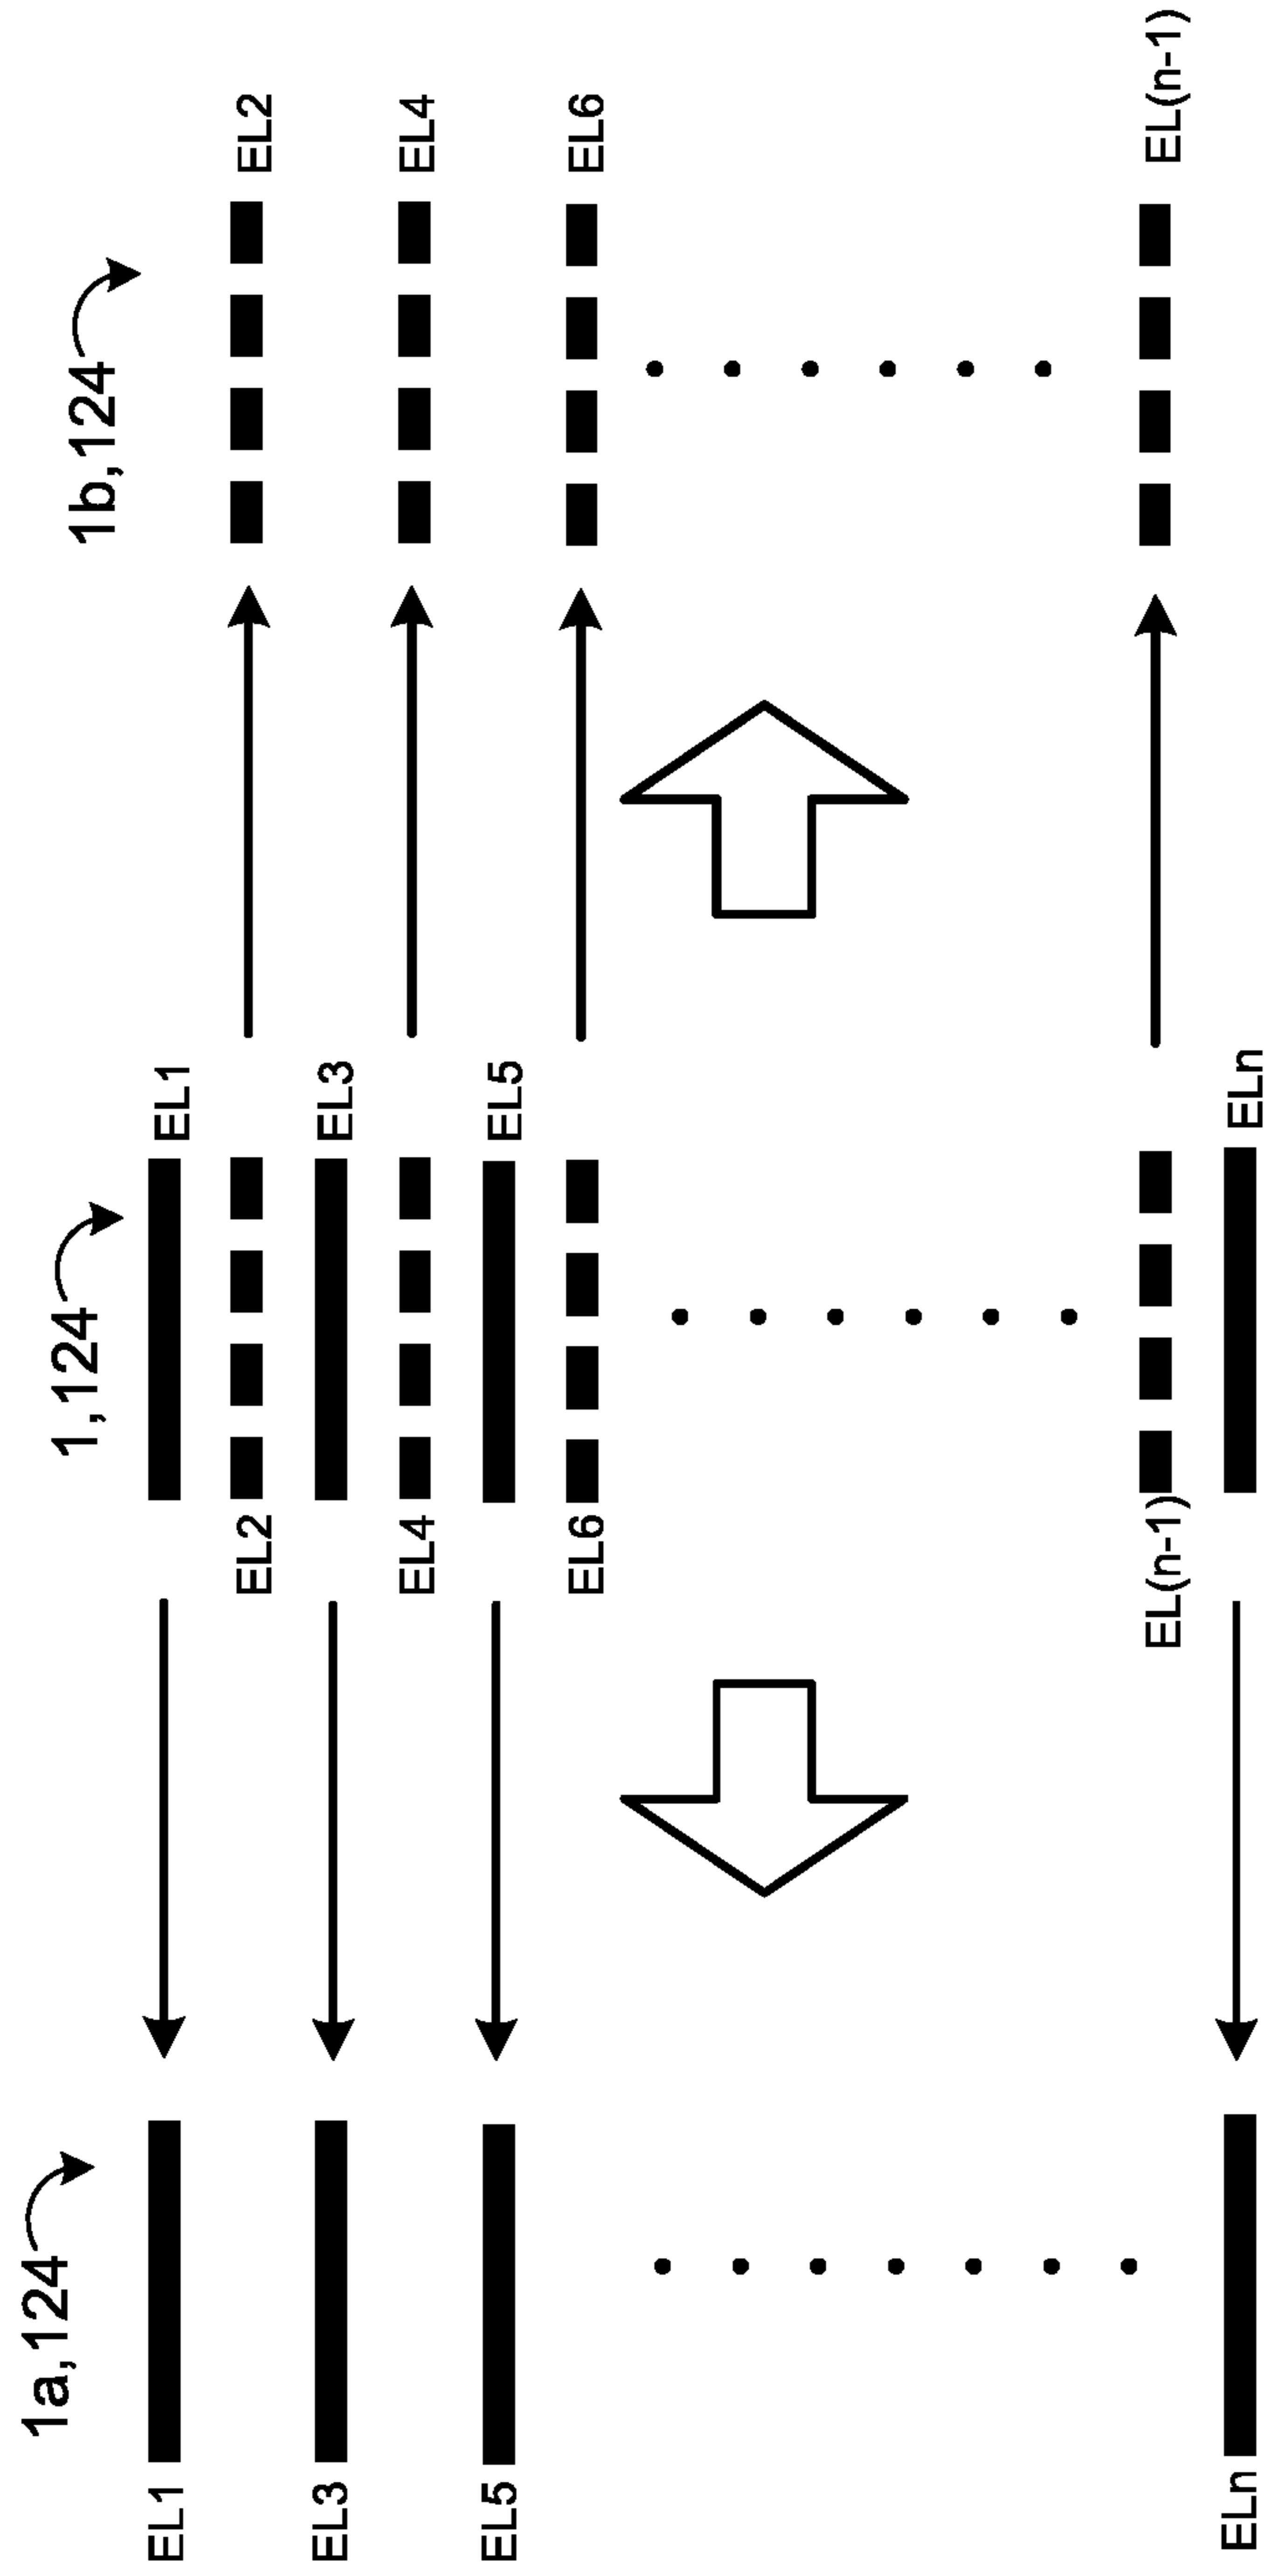 1a,124
1,124
1b,124
EL1
EL1
EL2
EL2
EL3
EL3
EL4
EL4
EL5
EL5
EL6
EL6
EL(n-1)
EL(n-1)
ELn
ELn